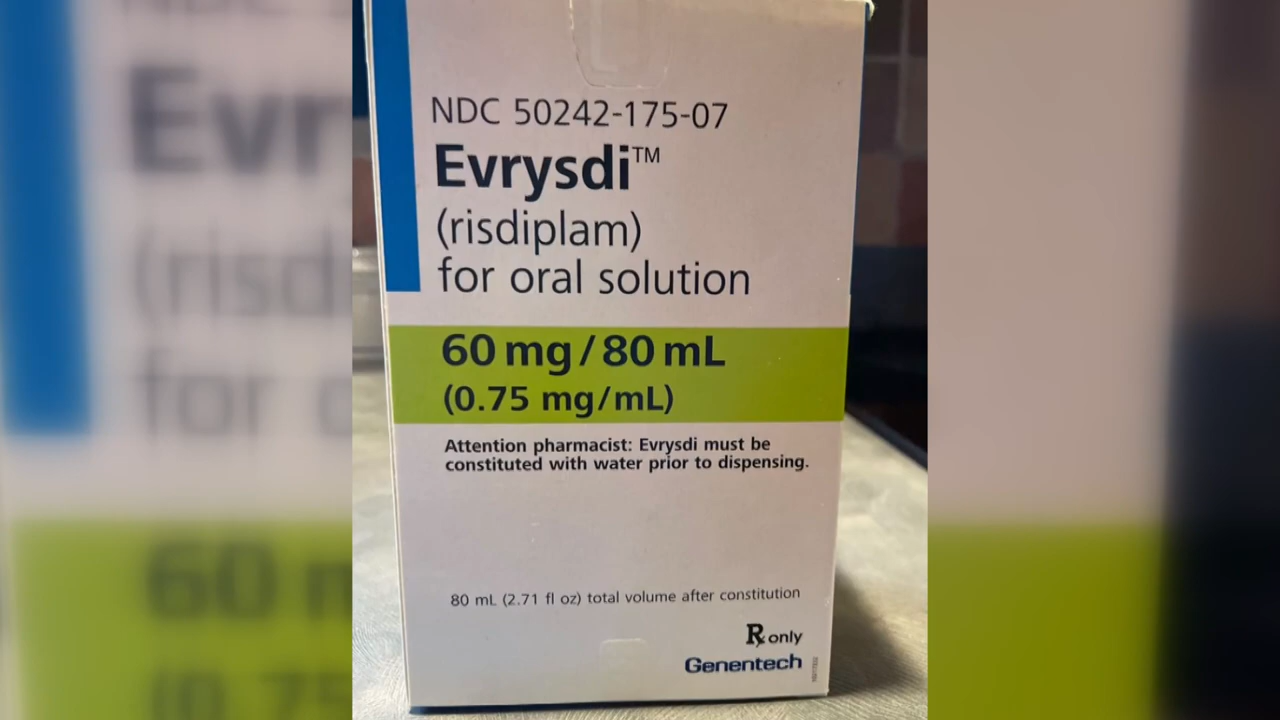 NDC 50242-175-07
Evrysdi™
(risdiplam)
for oral solution
60 mg/80 mL
(0.75 mg/mL)
Attention pharmacist: Evrysdi must be
constituted with water prior to dispensing.
80 mL (2.71 fl oz) total volume after constitution
Rx only
Genentech